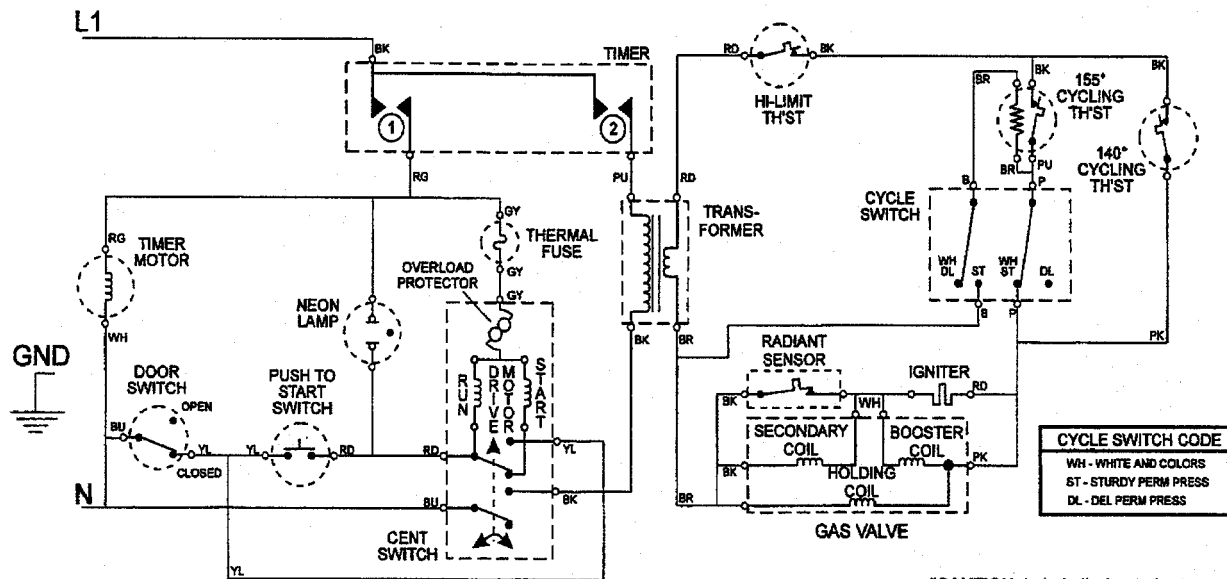 L1
BK
TIMER
1
2
RG
PU
RD
RD
BK
HI-LIMIT
TH'ST
BR
BK
155°
CYCLING
TH'ST
BK
140°
CYCLING
TH'ST
BR
PU
B
P
CYCLE
SWITCH
WH
DL
ST
WH
ST
DL
B
P
PK
TRANS-
FORMER
BK
BR
RG
TIMER
MOTOR
WH
GY
THERMAL
FUSE
GY
OVERLOAD
PROTECTOR
GY
NEON
LAMP
RUN
DRIVE
MOTOR
START
GND
DOOR
SWITCH
OPEN
BU
YL
CLOSED
PUSH TO
START
SWITCH
YL
RD
RD
YL
BK
N
BU
CENT
SWITCH
YL
RADIANT
SENSOR
IGNITER
BK
WH
RD
SECONDARY
COIL
BOOSTER
COIL
PK
BK
HOLDING
COIL
BR
GAS VALVE
CYCLE SWITCH CODE
WH - WHITE AND COLORS
ST - STURDY PERM PRESS
DL - DEL PERM PRESS